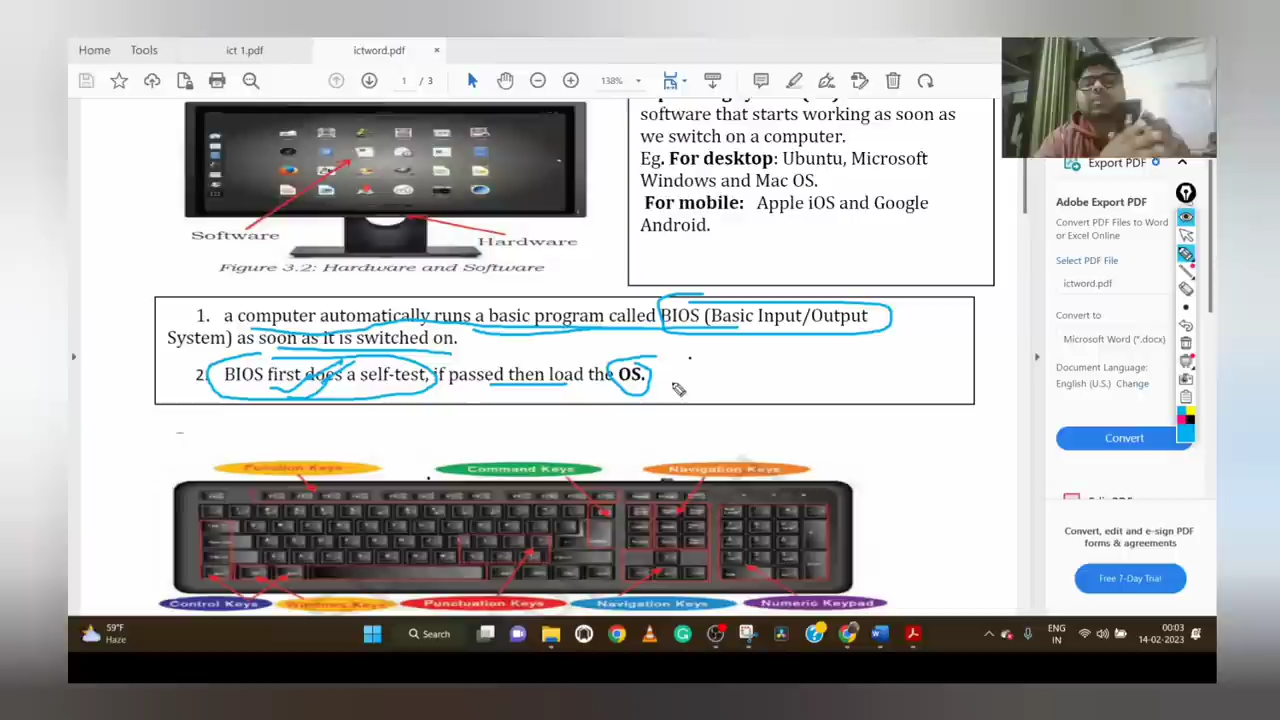 Home
Tools
ict 1.pdf
ictword.pdf
×
1 / 3
138%
software that starts working as soon as
we switch on a computer.
Eg. For desktop: Ubuntu, Microsoft
Windows and Mac OS.
For mobile: Apple iOS and Google
Android.
Software
Hardware
Figure 3.2: Hardware and Software
1. a computer automatically runs a basic program called BIOS (Basic Input/Output
System) as soon as it is switched on.
2. BIOS first does a self-test, if passed then load the OS.
Function Keys
Command Keys
Navigation Keys
Control Keys
Windows Keys
Punctuation Keys
Navigation Keys
Numeric Keypad
Export PDF
Adobe Export PDF
Convert PDF Files to Word
or Excel Online
Select PDF File
ictword.pdf
Convert to
Microsoft Word (*.docx)
Document Language:
English (U.S.) Change
Convert
Convert, edit and e-sign PDF
forms & agreements
Free 7-Day Trial
59°F
Haze
Search
ENG
IN
00:03
14-02-2023